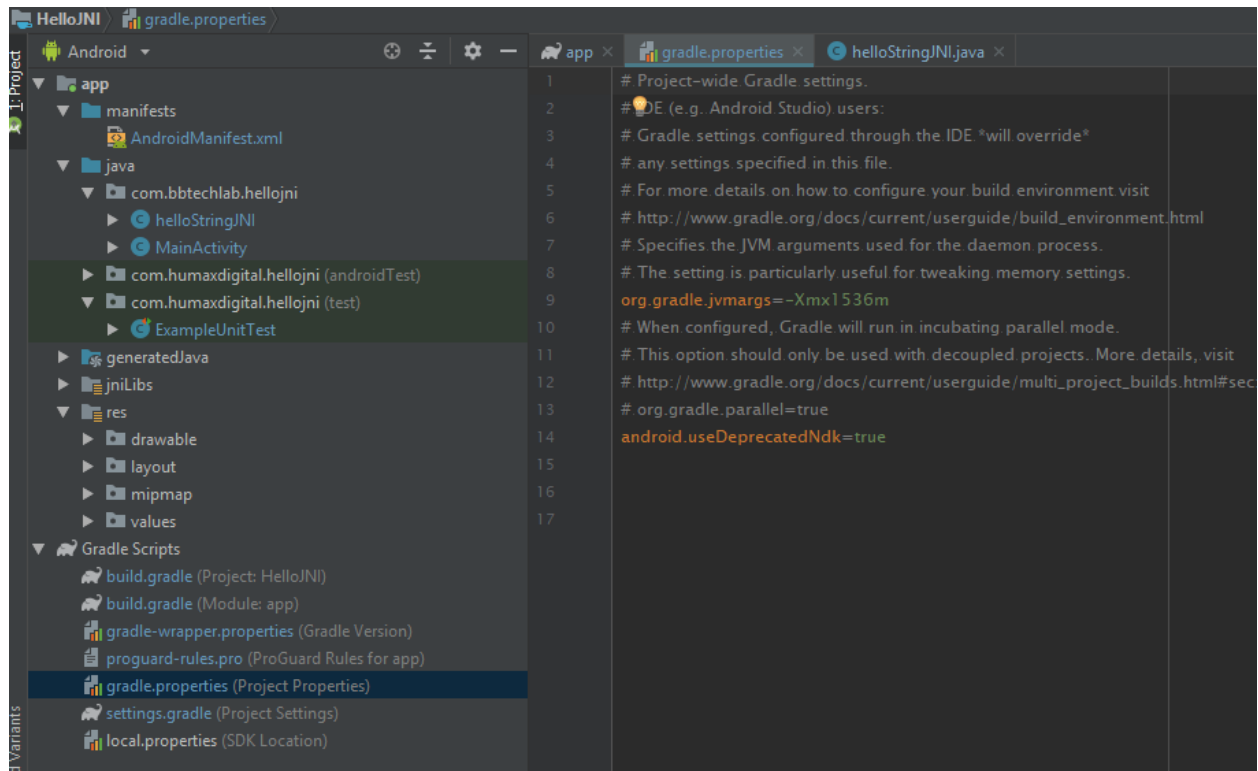 HelloJNI gradle.properties
Android
app gradle.properties helloStringJNI.java
1: Project
app
manifests
AndroidManifest.xml
java
com.bbtechlab.hellojni
helloStringJNI
MainActivity
com.humaxdigital.hellojni (androidTest)
com.humaxdigital.hellojni (test)
ExampleUnitTest
generatedJava
jniLibs
res
drawable
layout
mipmap
values
Gradle Scripts
build.gradle (Project: HelloJNI)
build.gradle (Module: app)
gradle-wrapper.properties (Gradle Version)
proguard-rules.pro (ProGuard Rules for app)
gradle.properties (Project Properties)
settings.gradle (Project Settings)
local.properties (SDK Location)
Variants
1 # Project-wide Gradle settings.
2 # DE (e.g. Android Studio) users:
3 # Gradle settings configured through the IDE *will override*
4 # any settings specified in this file.
5 # For more details on how to configure your build environment visit
6 # http://www.gradle.org/docs/current/userguide/build_environment.html
7 # Specifies the JVM arguments used for the daemon process.
8 # The setting is particularly useful for tweaking memory settings.
9 org.gradle.jvmargs=-Xmx1536m
10 # When configured, Gradle will run in incubating parallel mode.
11 # This option should only be used with decoupled projects. More details, visit
12 # http://www.gradle.org/docs/current/userguide/multi_project_builds.html#sec
13 # org.gradle.parallel=true
14 android.useDeprecatedNdk=true
15
16
17